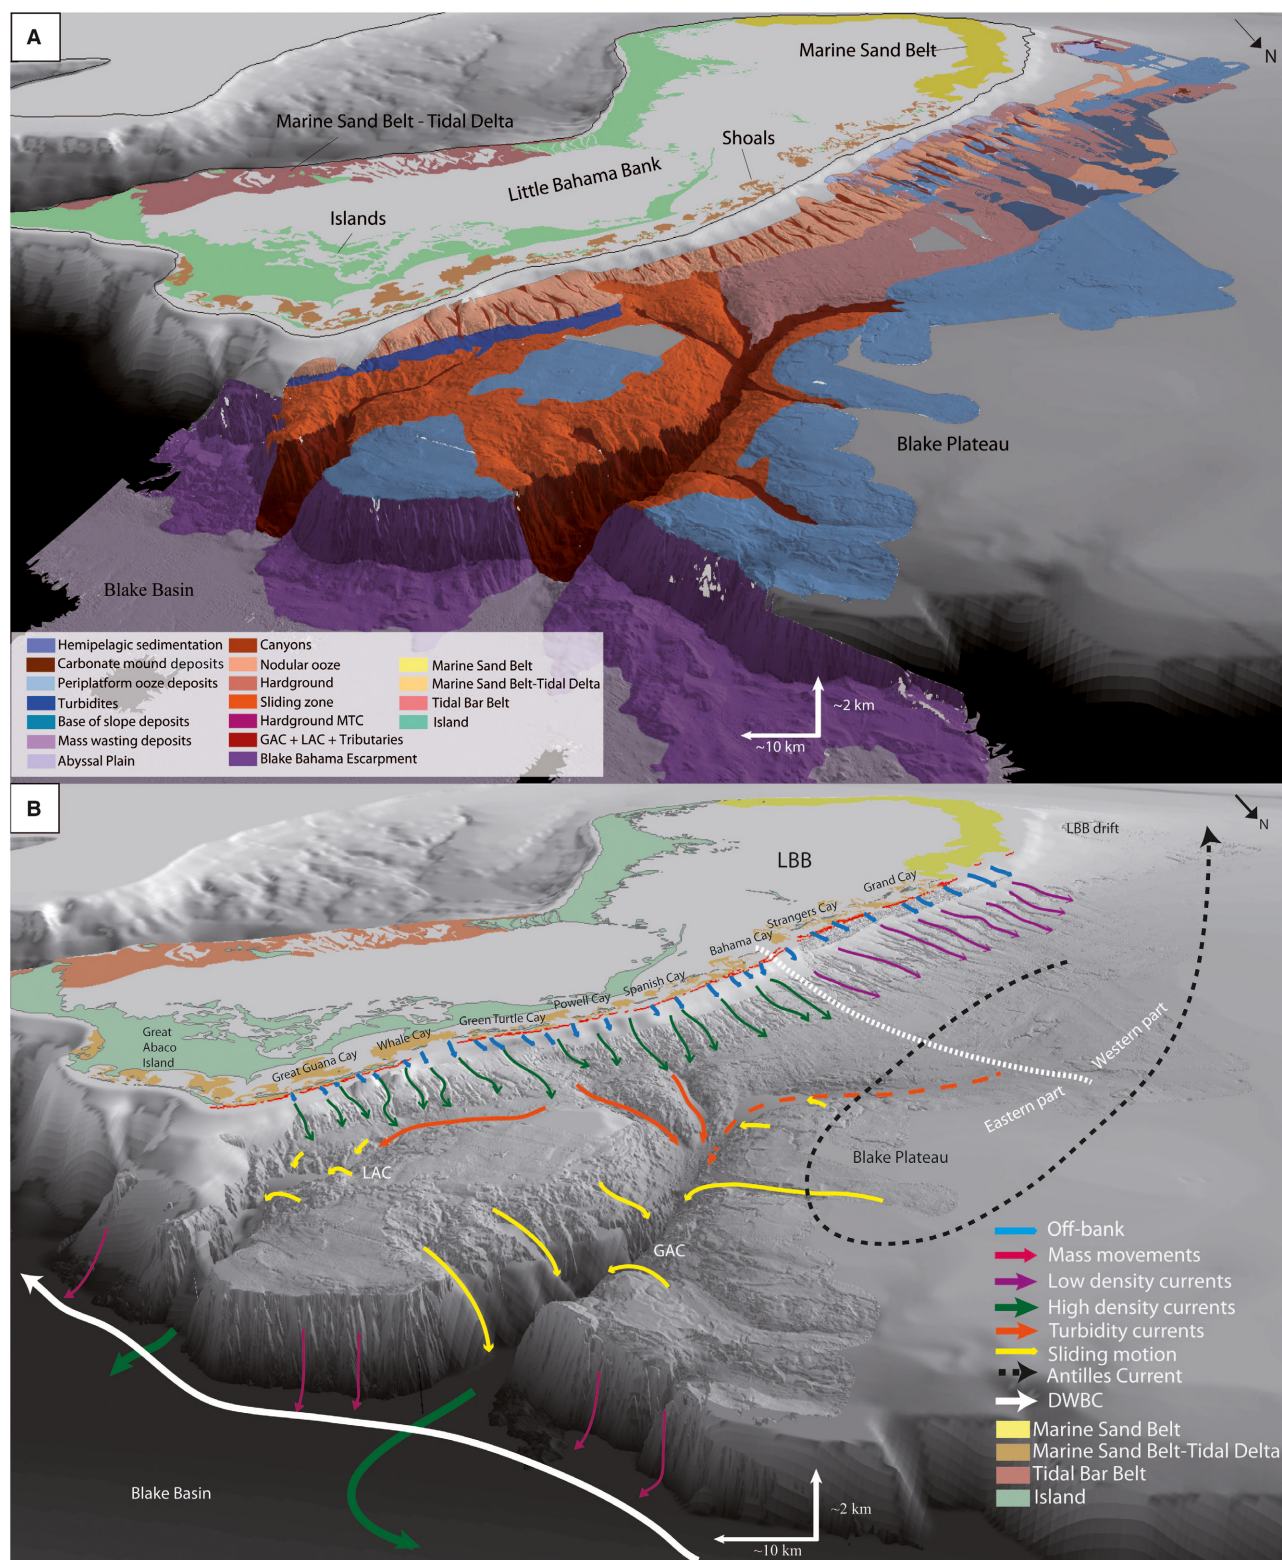 A
N
Marine Sand Belt
Marine Sand Belt - Tidal Delta
Shoals
Little Bahama Bank
Islands
Blake Plateau
Blake Basin
Hemipelagic sedimentation
Carbonate mound deposits
Periplatform ooze deposits
Turbidites
Base of slope deposits
Mass wasting deposits
Abyssal Plain
Canyons
Nodular ooze
Hardground
Sliding zone
Hardground MTC
GAC + LAC + Tributaries
Blake Bahama Escarpment
Marine Sand Belt
Marine Sand Belt-Tidal Delta
Tidal Bar Belt
Island
~2 km
~10 km
B
N
LBB drift
LBB
Grand Cay
Strangers Cay
Bahama Cay
Spanish Cay
Powell Cay
Green Turtle Cay
Whale Cay
Great Guana Cay
Great
Abaco
Island
Western part
Eastern part
Blake Plateau
LAC
GAC
Blake Basin
Off-bank
Mass movements
Low density currents
High density currents
Turbidity currents
Sliding motion
Antilles Current
DWBC
Marine Sand Belt
Marine Sand Belt-Tidal Delta
Tidal Bar Belt
Island
~2 km
~10 km